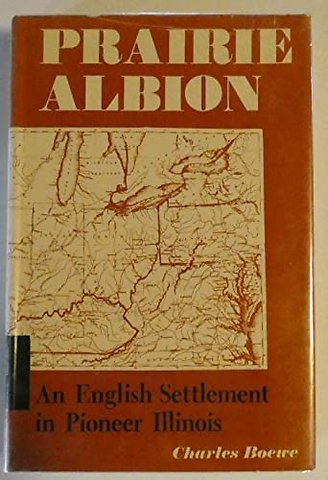 PRAIRIE
ALBION
An English Settlement
in Pioneer Illinois
Charles Boewe